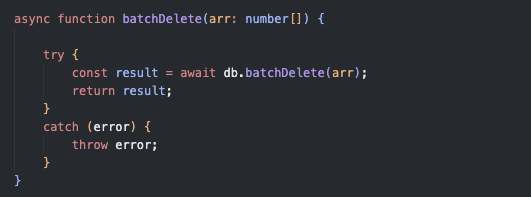 async function batchDelete(arr: number[]) {
try {
const result = await db.batchDelete(arr);
return result;
}
catch (error) {
throw error;
}
}